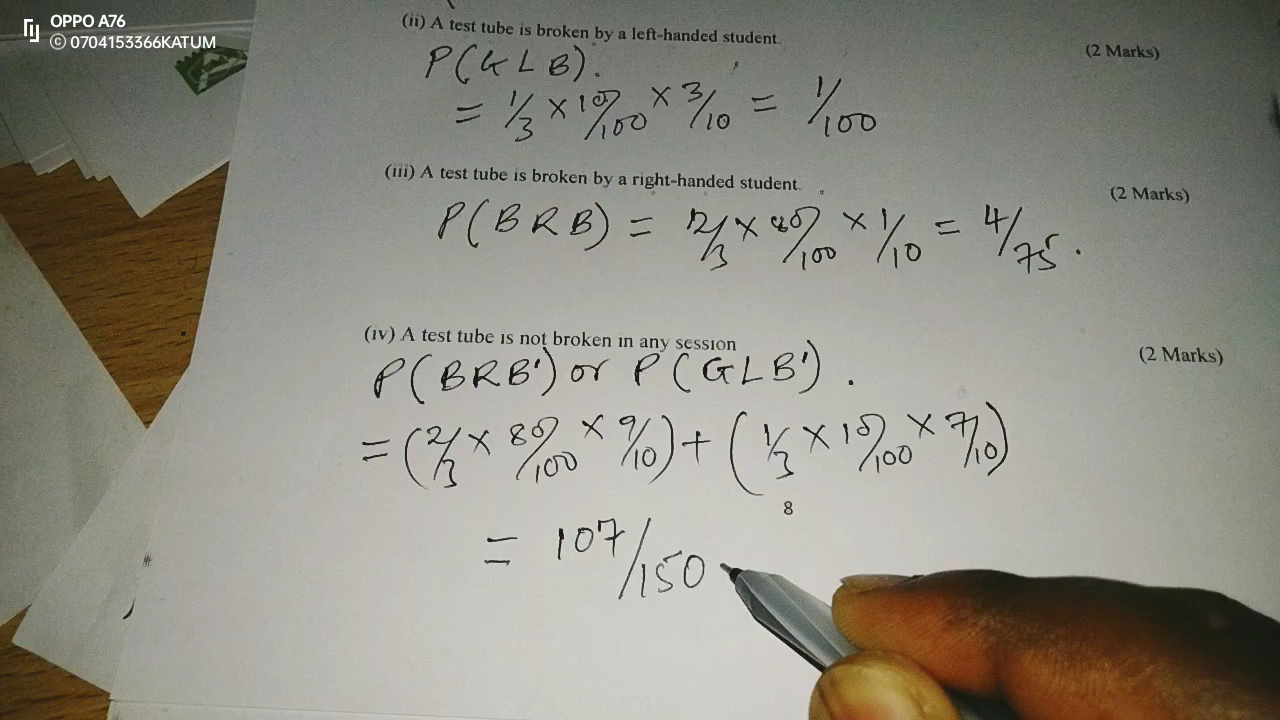 OPPO A76
© 0704153366KATUM
(ii) A test tube is broken by a left-handed student
(2 Marks)
P(GLB).
= 1/3 × 10/100 × 3/10 = 1/100
(iii) A test tube is broken by a right-handed student
(2 Marks)
P(BRB) = 2/3 × 80/100 × 1/10 = 4/75.
(iv) A test tube is not broken in any session
(2 Marks)
P(BRB') or P(GLB').
= (2/3 × 80/100 × 9/10) + (1/3 × 10/100 × 7/10)
8
= 107/150